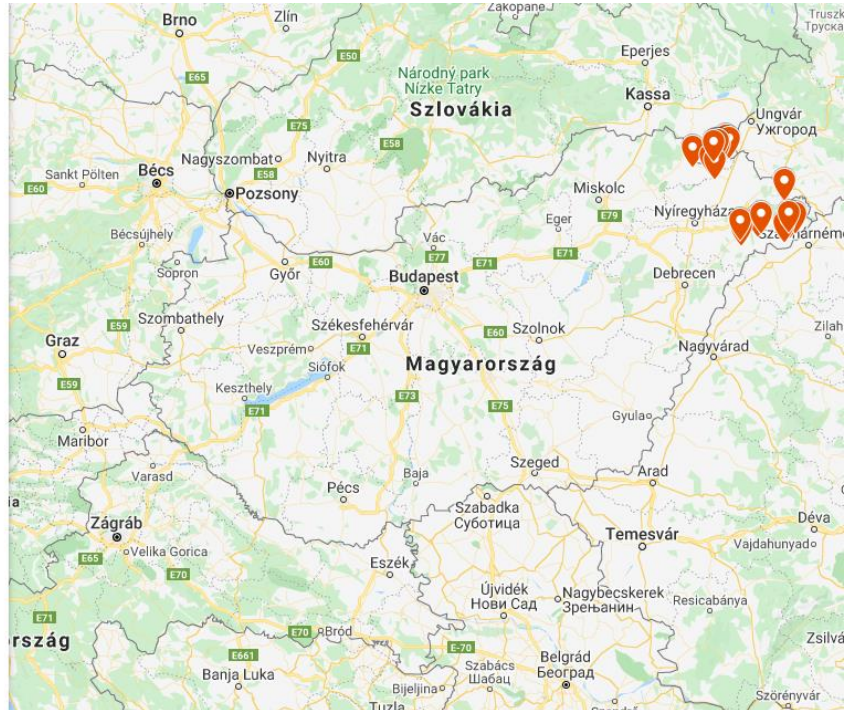 Zakopane
Brno
Zlín
E65
E50
Eperjes
Národný park
Nízke Tatry
Kassa
Szlovákia
Ungvár
Ужгород
E75
Nagyszombat
Nyitra
E58
E58
Sankt Pölten
Bécs
E60
Pozsony
Miskolc
Nyíregyháza
Eger
E79
Bécsújhely
Vác
E77
E71
E71
Sopron
Győr
E60
Budapest
Debrecen
Szombathely
E59
Székesfehérvár
E60
Szolnok
Zilah
Graz
Veszprém
E71
Nagyvárad
Siófok
Magyarország
E59
Keszthely
E71
E73
E75
Gyula
Maribor
Varasd
Szeged
Arad
Pécs
Baja
Szabadka
Суботица
Zágráb
Déva
E65
Velika Gorica
Temesvár
Vajdahunyad
Eszék
E70
Újvidék
Нови Сад
Nagybecskerek
Зрењанин
Resicabánya
E71
E70
Bród
E-70
Zsilvá
ország
E661
Banja Luka
Szabács
Шабац
Belgrád
Београд
Bijeljina
Tuzla
Szörényvár